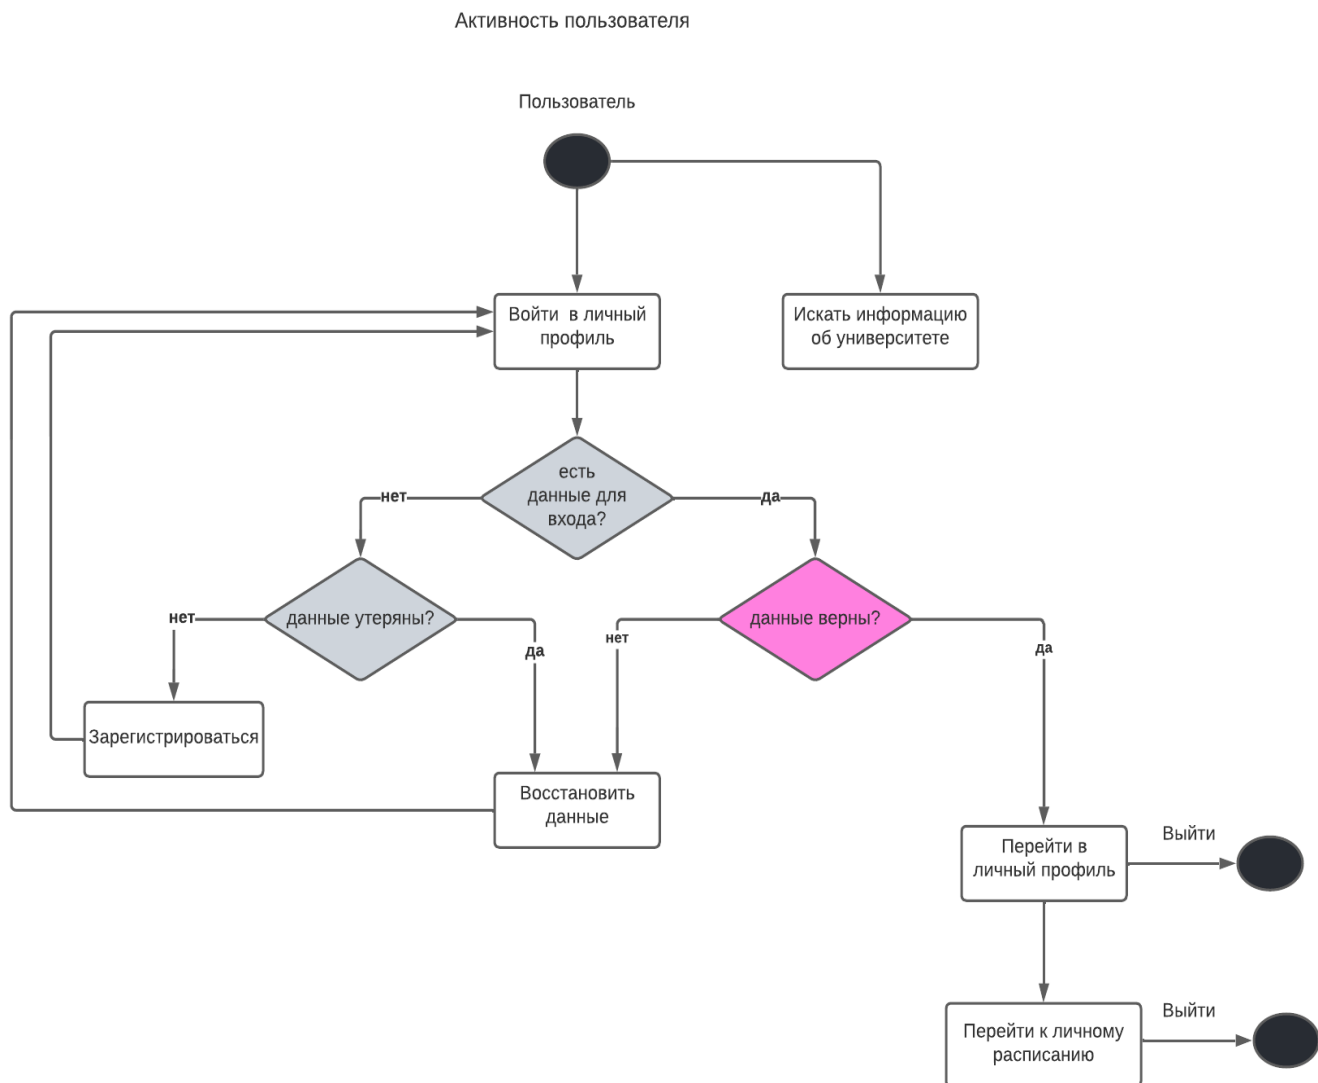 Активность пользователя
Пользователь
Войти в личный
профиль
Искать информацию
об университете
есть
данные для
входа?
нет
да
данные утеряны?
данные верны?
нет
да
нет
да
Зарегистрироваться
Восстановить
данные
Перейти в
личный профиль
Выйти
Перейти к личному
расписанию
Выйти